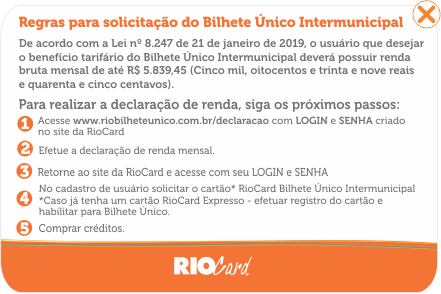 Regras para solicitação do Bilhete Único Intermunicipal
De acordo com a Lei nº 8.247 de 21 de janeiro de 2019, o usuário que desejar
o benefício tarifário do Bilhete Único Intermunicipal deverá possuir renda
bruta mensal de até R$ 5.839,45 (Cinco mil, oitocentos e trinta e nove reais
e quarenta e cinco centavos).
Para realizar a declaração de renda, siga os próximos passos:
1 Acesse www.riobilheteunico.com.br/declaracao com LOGIN e SENHA criado
no site da RioCard
2 Efetue a declaração de renda mensal.
3 Retorne ao site da RioCard e acesse com seu LOGIN e SENHA
4 No cadastro de usuário solicitar o cartão* RioCard Bilhete Único Intermunicipal
*Caso já tenha um cartão RioCard Expresso - efetuar registro do cartão e
habilitar para Bilhete Único.
5 Comprar créditos.
RIOCard